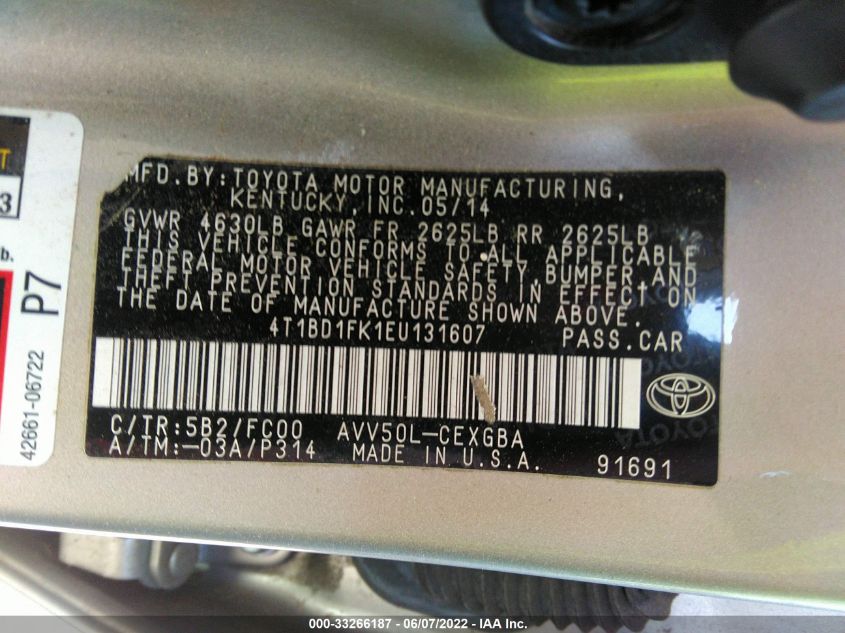 MFD. BY: TOYOTA MOTOR MANUFACTURING,
KENTUCKY, INC. 05/14
GVWR 4630LB GAWR FR 2625LB RR 2625LB
THIS VEHICLE CONFORMS TO ALL APPLICABLE
FEDERAL MOTOR VEHICLE SAFETY, BUMPER, AND
THEFT PREVENTION STANDARDS IN EFFECT ON
THE DATE OF MANUFACTURE SHOWN ABOVE.
4T1BD1FK1EU131607 PASS. CAR
C/TR: 5B2/FC00 AVV50L-CEXGBA
A/TM: -03A/P314 MADE IN U.S.A. 91691
TOYOTA
T
3
P7
42661-06722
000-33266187 - 06/07/2022 - IAA Inc.